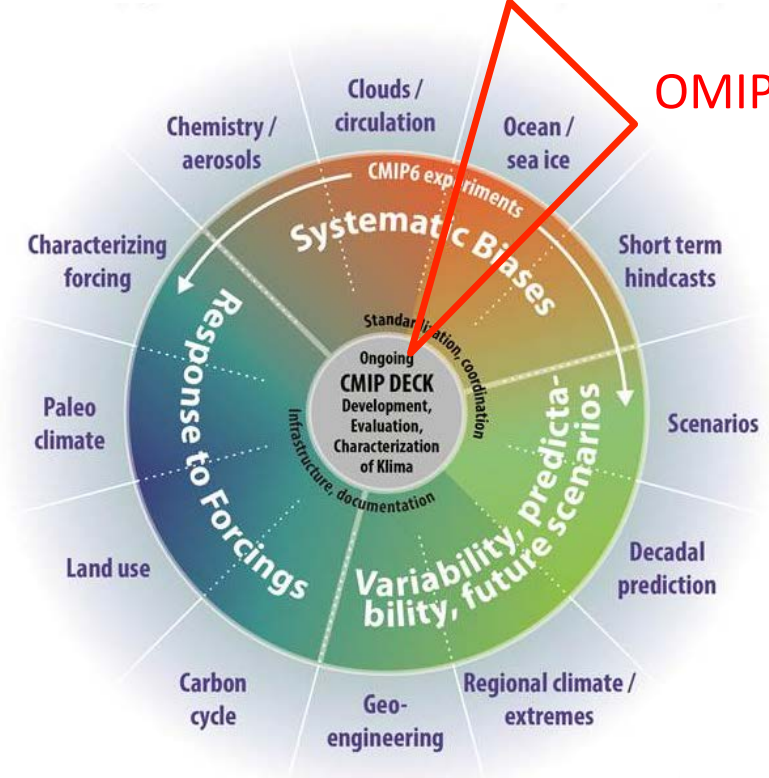 OMIP
Clouds /
circulation
Ocean /
sea ice
Chemistry /
aerosols
Short term
hindcasts
Characterizing
forcing
Scenarios
Paleo
climate
Decadal
prediction
Land use
Regional climate /
extremes
Carbon
cycle
Geo-
engineering
CMIP6 experiments
Systematic Biases
Response to Forcings
Variability, predicta-
bility, future scenarios
Standardization, coordination
Infrastructure, documentation
Ongoing
CMIP DECK
Development,
Evaluation,
Characterization
of Klima